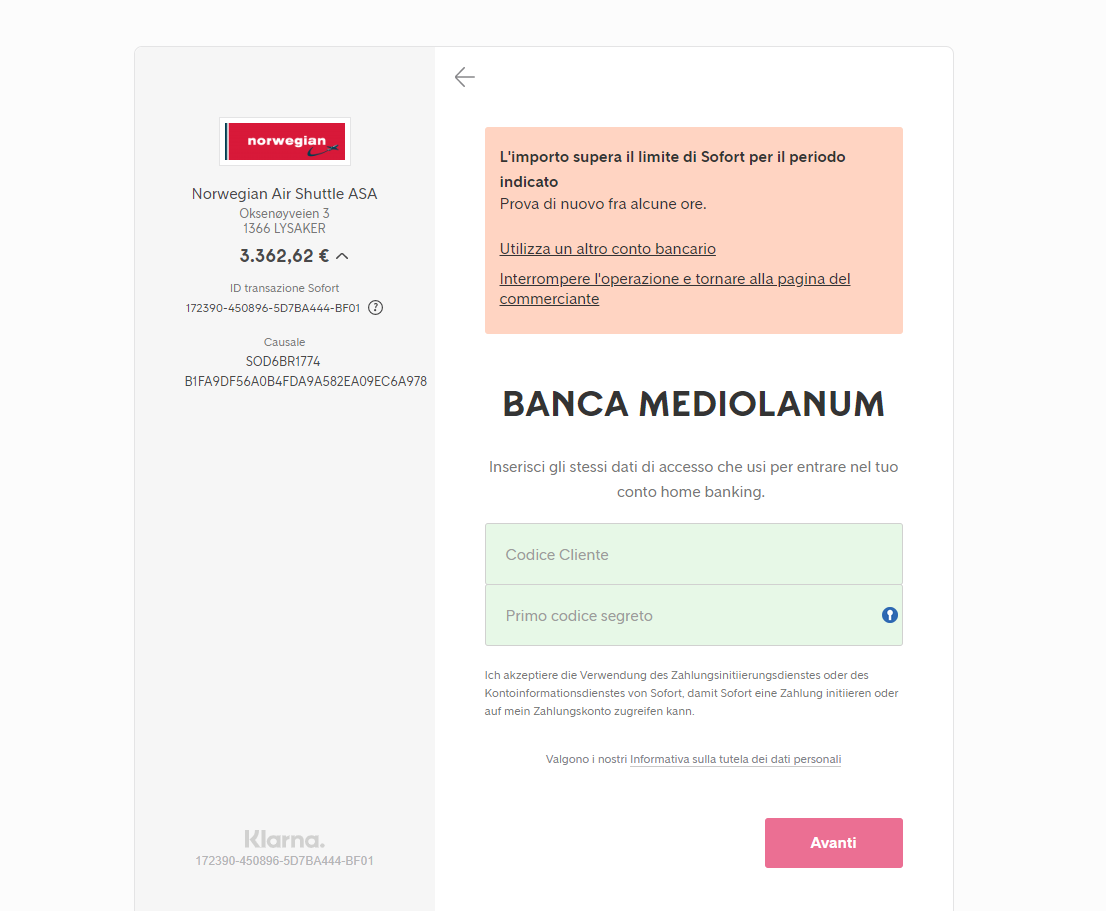 norwegian
Norwegian Air Shuttle ASA
Oksenøyveien 3
1366 LYSAKER
3.362,62 €
ID transazione Sofort
172390-450896-5D7BA444-BF01 ?
Causale
SOD6BR1774
B1FA9DF56A0B4FDA9A582EA09EC6A978
Klarna.
172390-450896-5D7BA444-BF01
L'importo supera il limite di Sofort per il periodo
indicato
Prova di nuovo fra alcune ore.
Utilizza un altro conto bancario
Interrompere l'operazione e tornare alla pagina del
commerciante
BANCA MEDIOLANUM
Inserisci gli stessi dati di accesso che usi per entrare nel tuo
conto home banking.
Codice Cliente
Primo codice segreto
Ich akzeptiere die Verwendung des Zahlungsinitiierungsdienstes oder des
Kontoinformationsdienstes von Sofort, damit Sofort eine Zahlung initiieren oder
auf mein Zahlungskonto zugreifen kann.
Valgono i nostri Informativa sulla tutela dei dati personali
Avanti